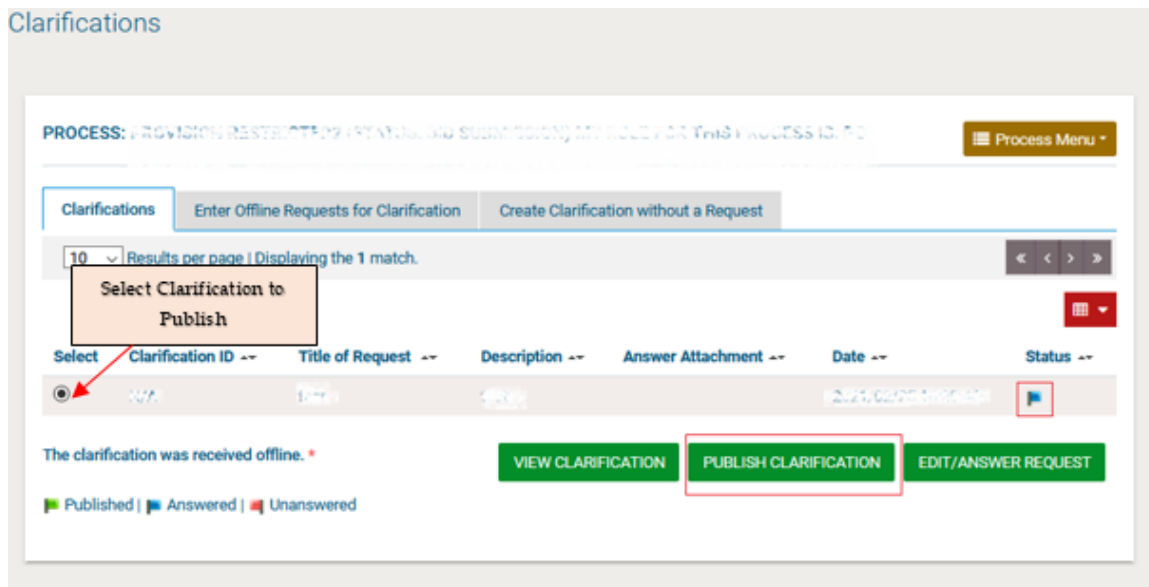 Clarifications
PROCESS:
Process Menu
Clarifications
Enter Offline Requests for Clarification
Create Clarification without a Request
10 Results per page | Displaying the 1 match.
« < > »
Select Clarification to
Publish
Select Clarification ID Title of Request Description Answer Attachment Date Status
The clarification was received offline. *
VIEW CLARIFICATION
PUBLISH CLARIFICATION
EDIT/ANSWER REQUEST
Published | Answered | Unanswered